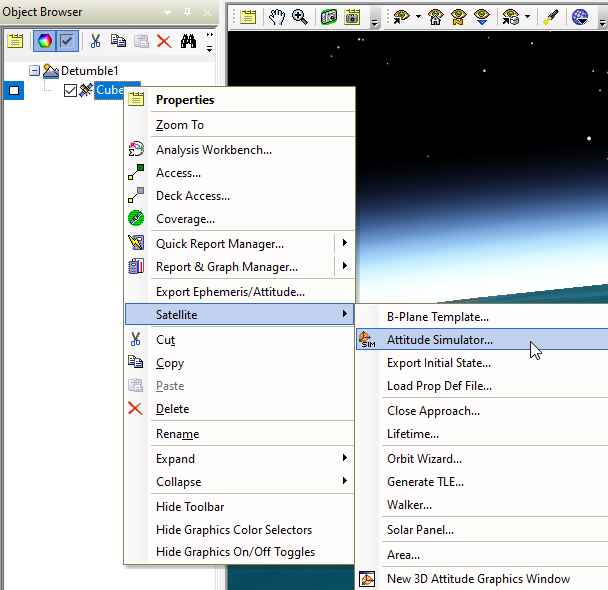 Object Browser
Detumble1
Cube
Properties
Zoom To
Analysis Workbench...
Access...
Deck Access...
Coverage...
Quick Report Manager...
Report & Graph Manager...
Export Ephemeris/Attitude...
Satellite
Cut
Copy
Paste
Delete
Rename
Expand
Collapse
Hide Toolbar
Hide Graphics Color Selectors
Hide Graphics On/Off Toggles
B-Plane Template...
SIM
Attitude Simulator...
Export Initial State...
Load Prop Def File...
Close Approach...
Lifetime...
Orbit Wizard...
Generate TLE...
Walker...
Solar Panel...
Area...
New 3D Attitude Graphics Window